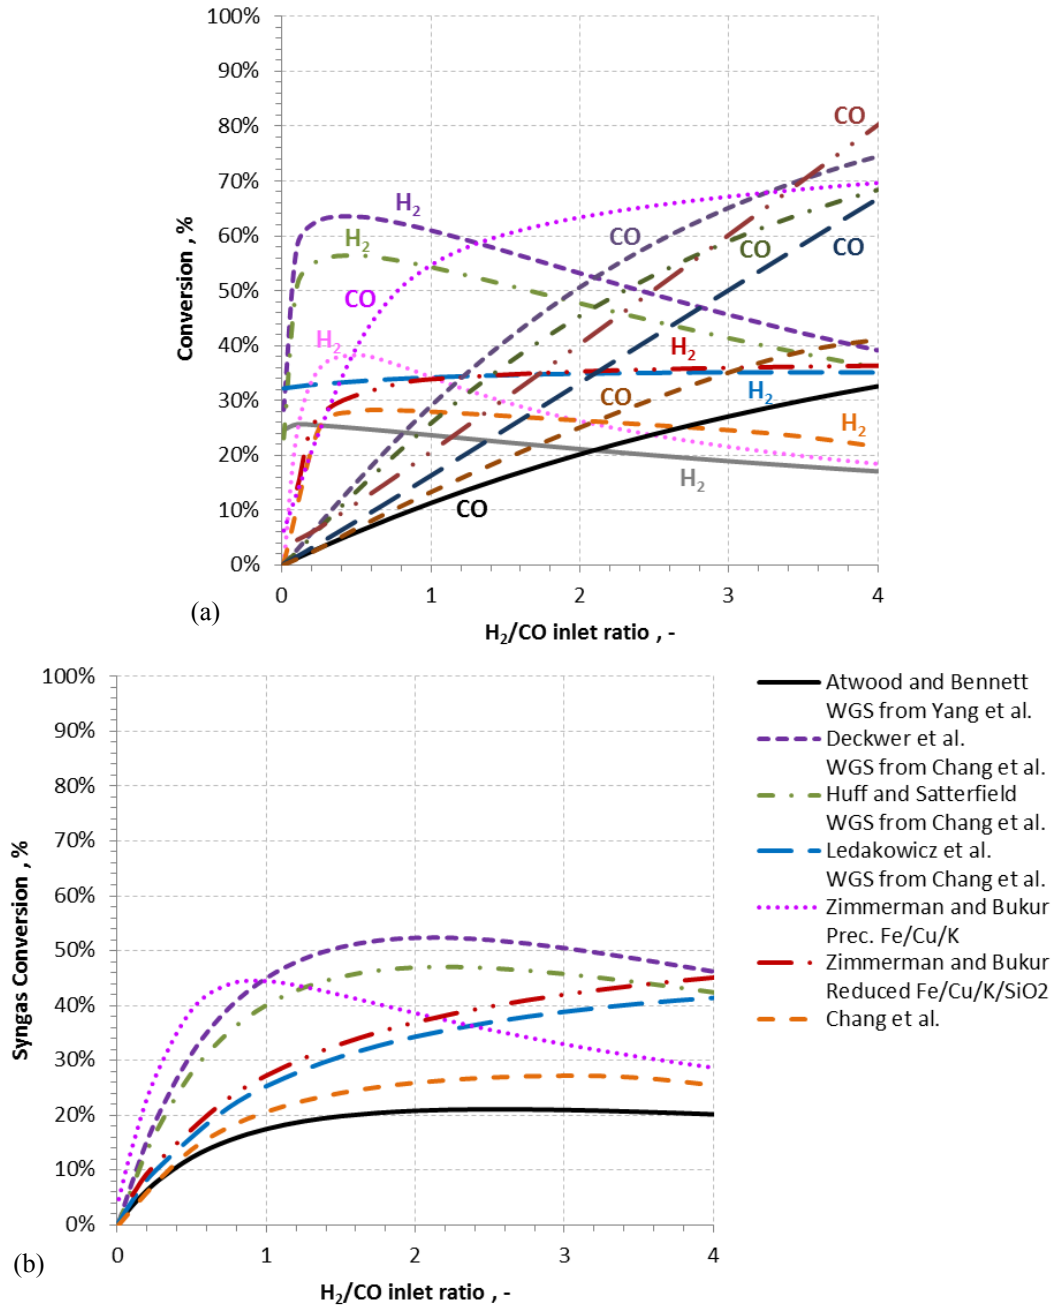 100%
90%
80%
70%
60%
50%
40%
30%
20%
10%
0%
Conversion , %
CO
H₂
H₂
CO
CO
CO
CO
H₂
H₂
CO
H₂
H₂
H₂
CO
0 1 2 3 4
(a)
H₂/CO inlet ratio , -
100%
90%
80%
70%
60%
50%
40%
30%
20%
10%
0%
Syngas Conversion , %
0 1 2 3 4
(b)
H₂/CO inlet ratio , -
Atwood and Bennett
WGS from Yang et al.
Deckwer et al.
WGS from Chang et al.
Huff and Satterfield
WGS from Chang et al.
Ledakowicz et al.
WGS from Chang et al.
Zimmerman and Bukur
Prec. Fe/Cu/K
Zimmerman and Bukur
Reduced Fe/Cu/K/SiO2
Chang et al.